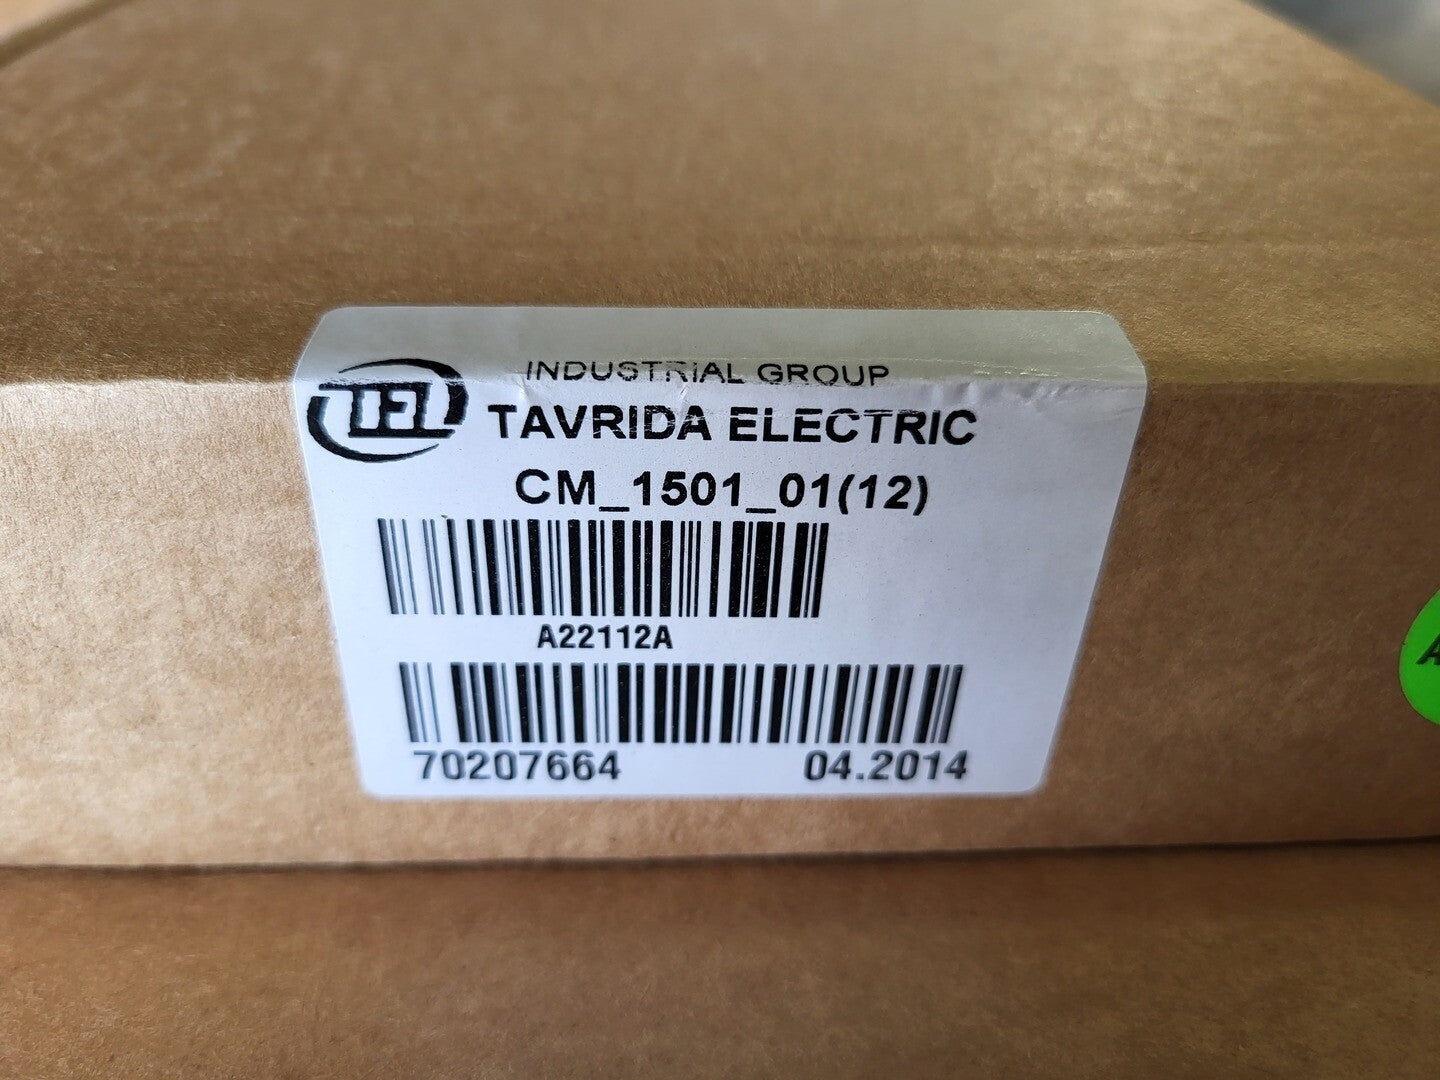 TEL
INDUSTRIAL GROUP
TAVRIDA ELECTRIC
CM_1501_01(12)
A22112A
70207664 04.2014